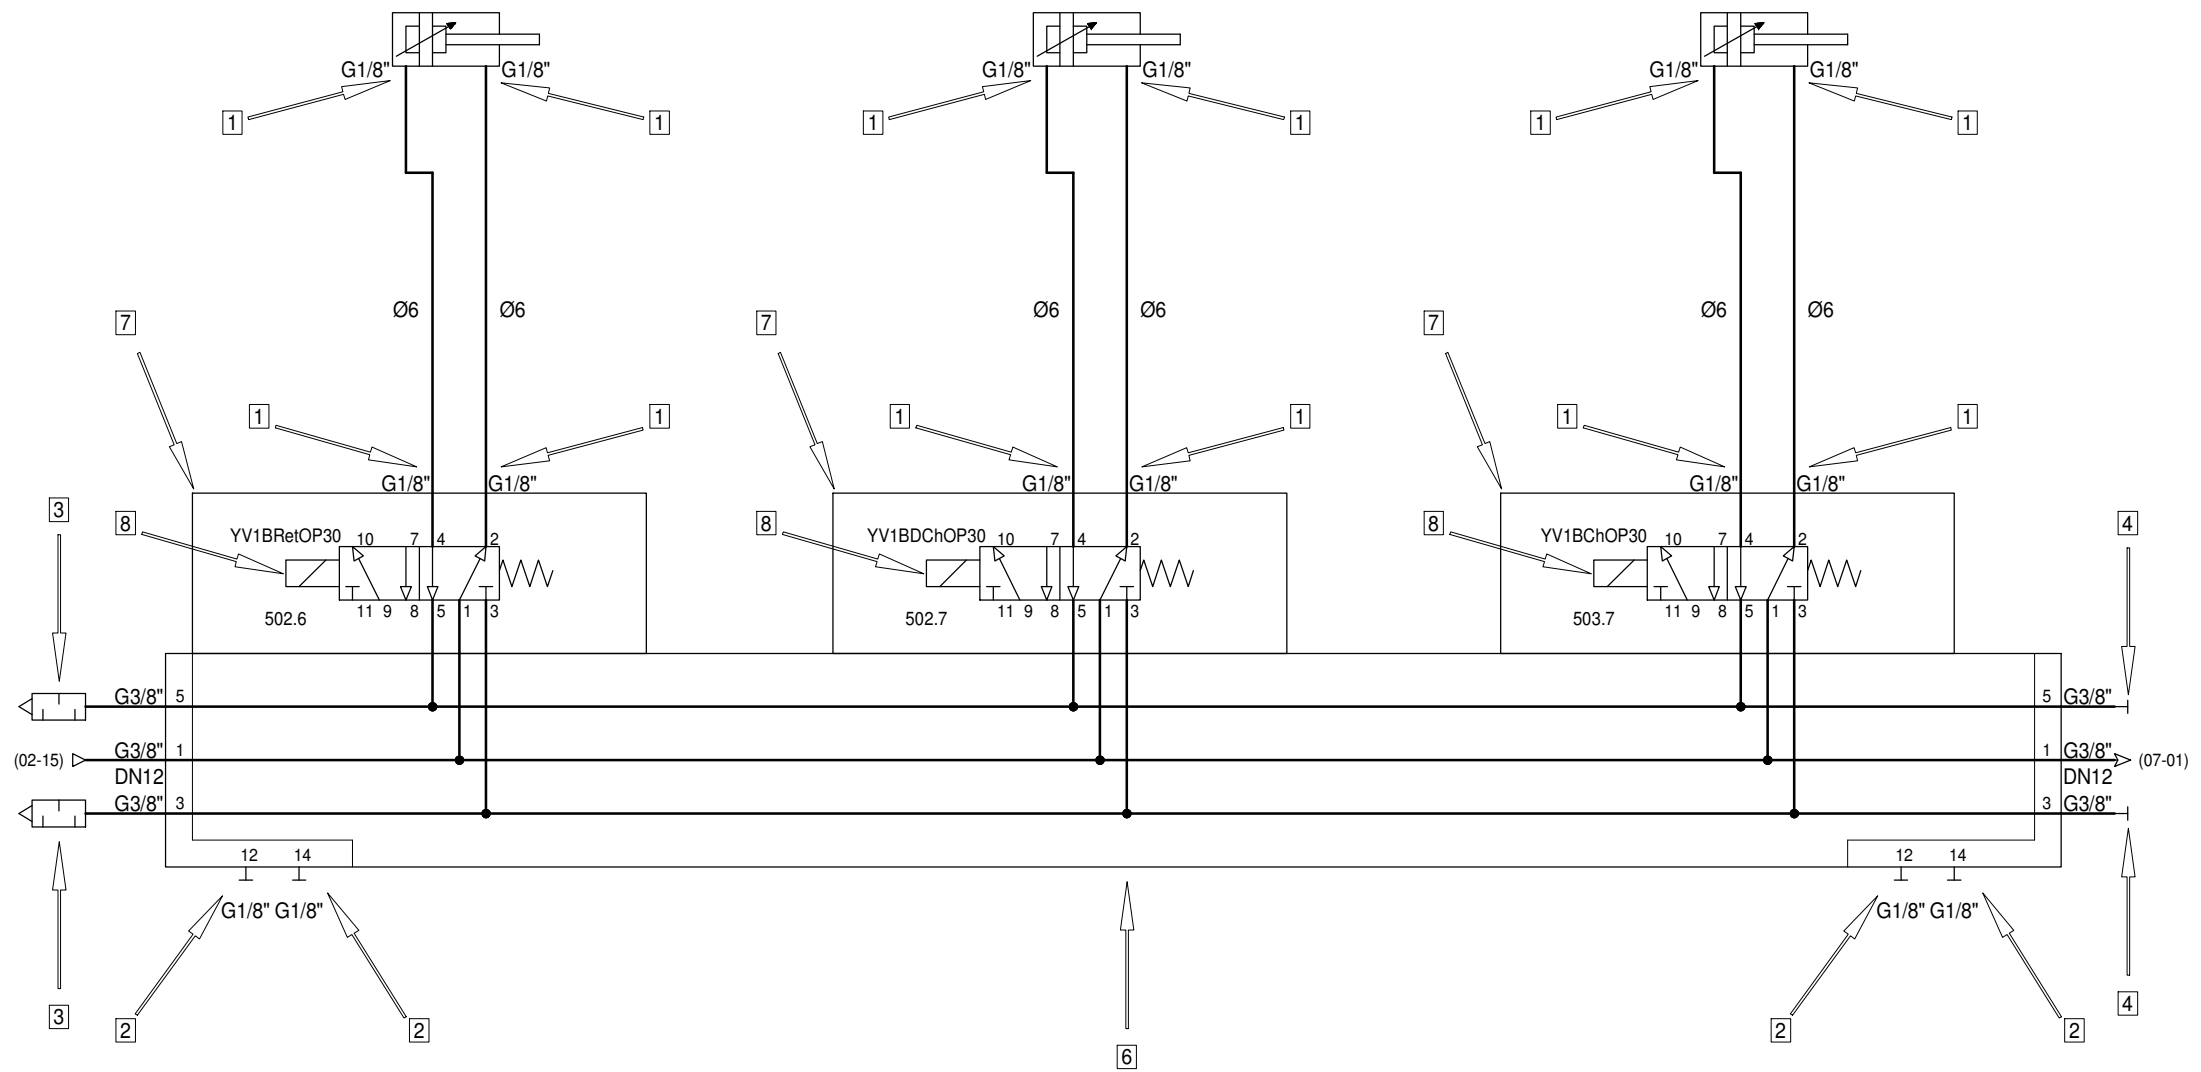 G1/8" G1/8" G1/8" G1/8" G1/8" G1/8"
1 1 1 1 1 1
Ø6 Ø6 Ø6 Ø6 Ø6 Ø6
7 7 7
1 1 1 1 1 1
G1/8" G1/8" G1/8" G1/8" G1/8" G1/8"
3 8 8 8 4
YV1BRetOP30 10 7 4 2 YV1BDChOP30 10 7 4 2 YV1BChOP30 10 7 4 2
502.6 11 9 8 5 1 3 502.7 11 9 8 5 1 3 503.7 11 9 8 5 1 3
G3/8" 5 5 G3/8"
(02-15) G3/8" 1 1 G3/8" (07-01)
DN12 DN12
G3/8" 3 3 G3/8"
12 14 12 14
G1/8" G1/8" G1/8" G1/8"
3 4
2 2 2 2
6